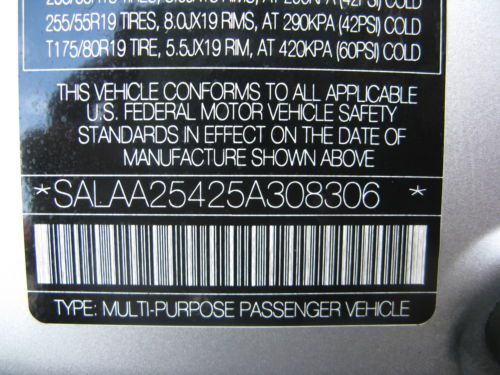 255/55R19 TIRES, 8.0JX19 RIMS, AT 290KPA (42PSI) COLD
T175/80R19 TIRE, 5.5JX19 RIM, AT 420KPA (60PSI) COLD
THIS VEHICLE CONFORMS TO ALL APPLICABLE
U.S. FEDERAL MOTOR VEHICLE SAFETY
STANDARDS IN EFFECT ON THE DATE OF
MANUFACTURE SHOWN ABOVE
*SALAA25425A308306 *
TYPE: MULTI-PURPOSE PASSENGER VEHICLE